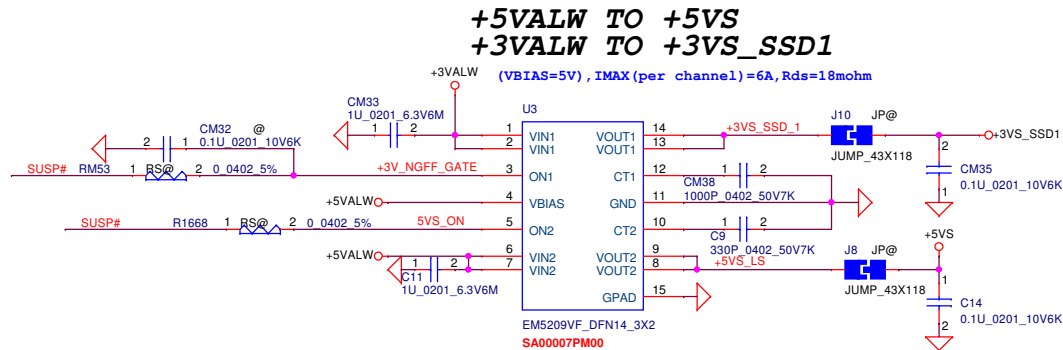 +5VALW TO +5VS
+3VALW TO +3VS_SSD1
(VBIAS=5V),IMAX(per channel)=6A,Rds=18mohm
+3VALW
CM33
1U_0201_6.3V6M
1 2
U3
CM32 @
0.1U_0201_10V6K
2 1
1 VIN1
2 VIN1
VOUT1 14
VOUT1 13
+3VS_SSD_1
J10 JP@
JUMP_43X118
+3VS_SSD1
SUSP# RM53 1 RS@ 2 0_0402_5%
+3V_NGFF_GATE
3 ON1
CT1 12
1 2
CM38
1000P_0402_50V7K
2
CM35
0.1U_0201_10V6K
1
+5VALW
4 VBIAS
GND 11
SUSP# R1668 1 RS@ 2 0_0402_5%
5VS_ON
5 ON2
CT2 10
1 2
C9
330P_0402_50V7K
+5VALW
6 VIN2
7 VIN2
1 2
C11
1U_0201_6.3V6M
VOUT2 9
VOUT2 8
+5VS_LS
J8 JP@
JUMP_43X118
+5VS
1
C14
0.1U_0201_10V6K
2
GPAD 15
EM5209VF_DFN14_3X2
SA00007PM00